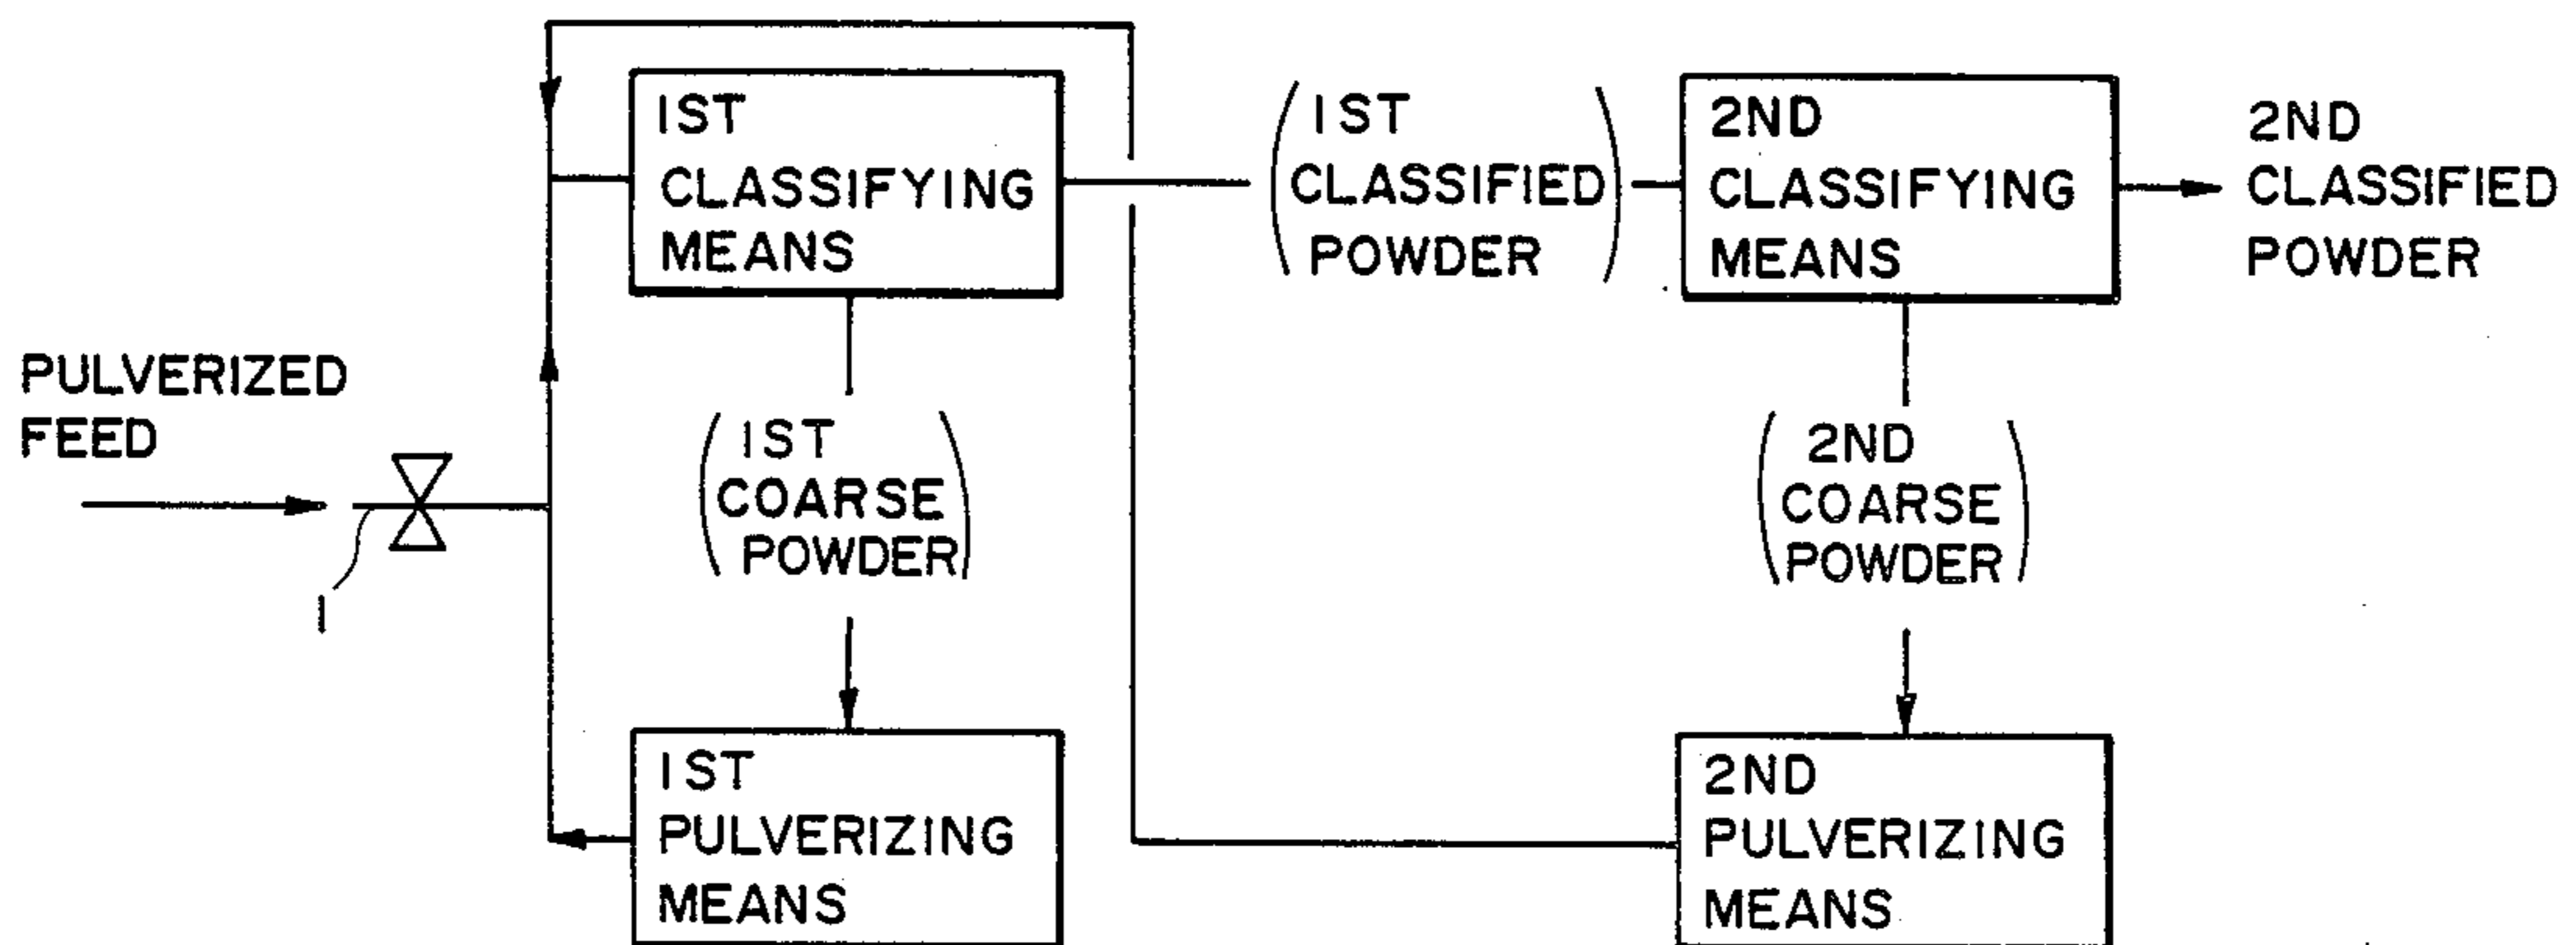 1ST
CLASSIFYING
MEANS
(1ST
CLASSIFIED
POWDER)
2ND
CLASSIFYING
MEANS
2ND
CLASSIFIED
POWDER
PULVERIZED
FEED
1
(1ST
COARSE
POWDER)
(2ND
COARSE
POWDER)
1ST
PULVERIZING
MEANS
2ND
PULVERIZING
MEANS